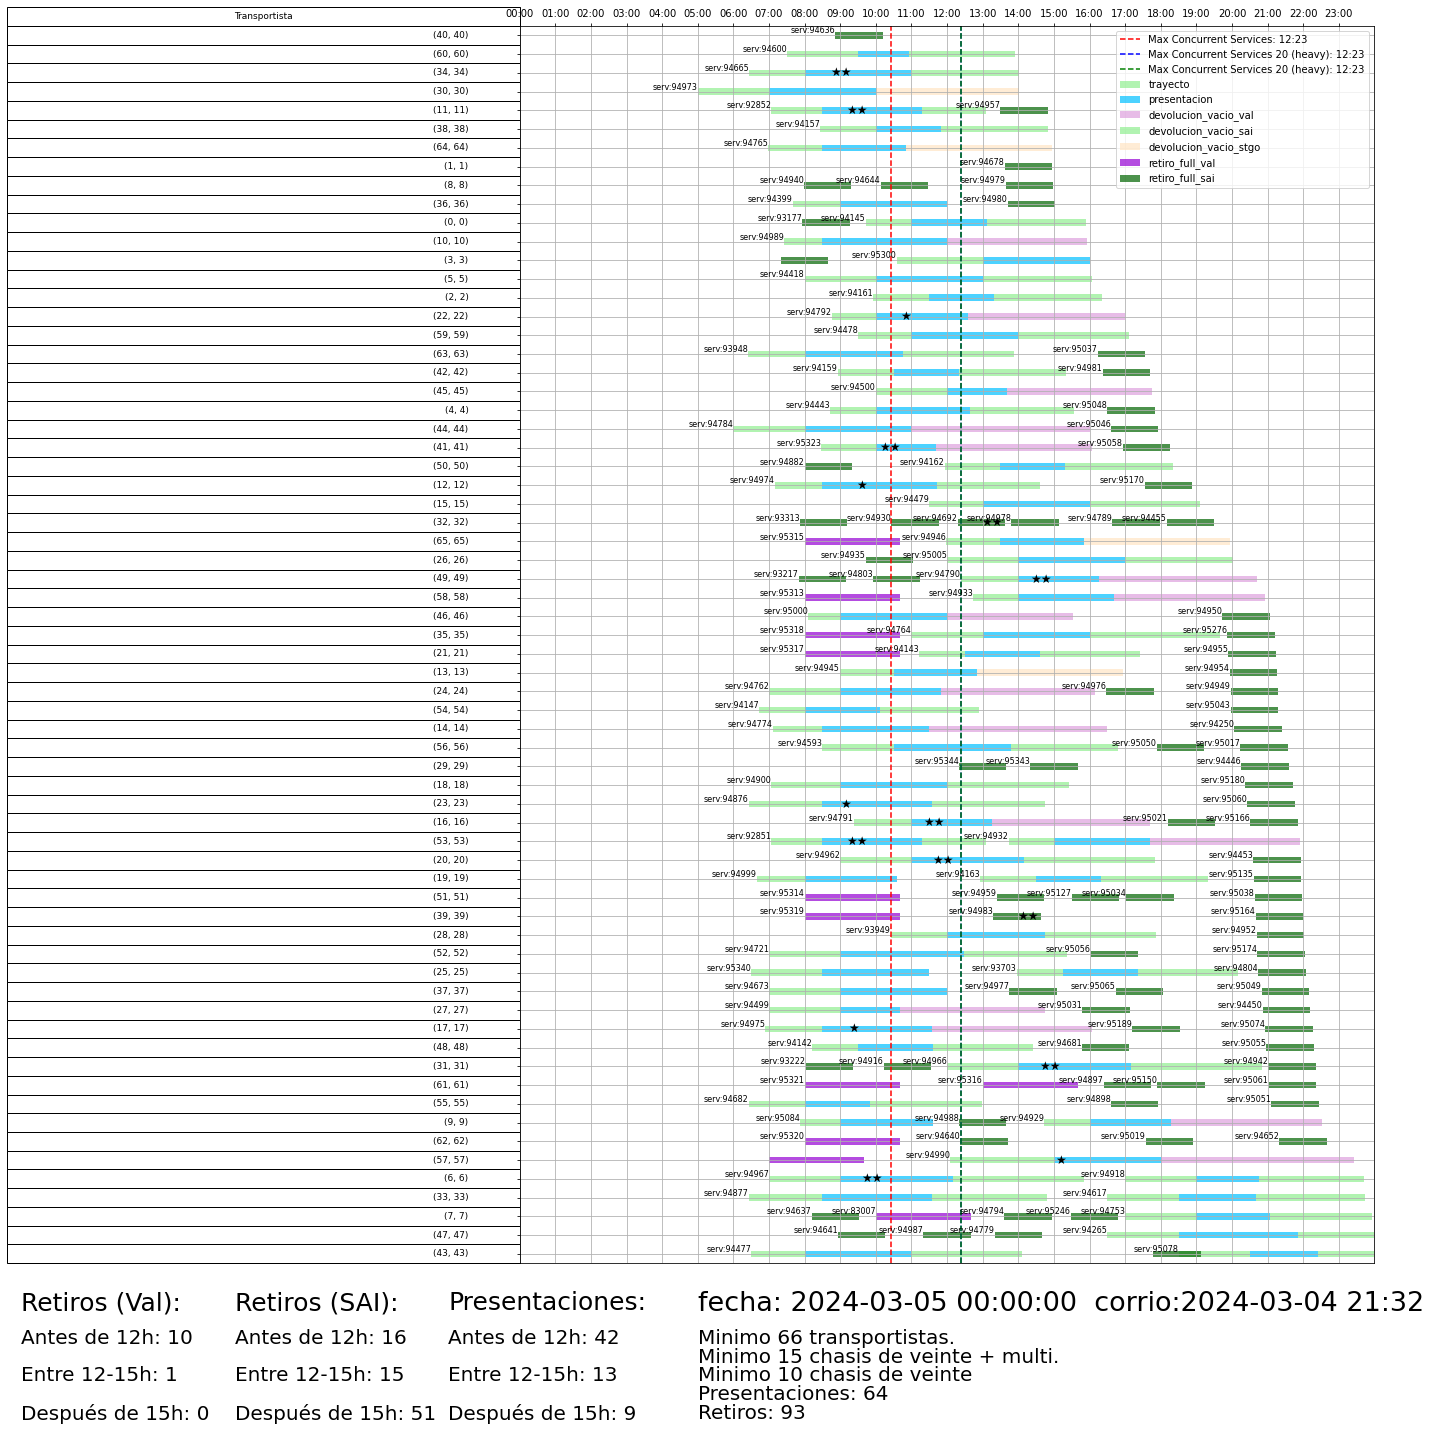 Transportista
00:00 01:00 02:00 03:00 04:00 05:00 06:00 07:00 08:00 09:00 10:00 11:00 12:00 13:00 14:00 15:00 16:00 17:00 18:00 19:00 20:00 21:00 22:00 23:00
Max Concurrent Services: 12:23
Max Concurrent Services 20 (heavy): 12:23
Max Concurrent Services 20 (heavy): 12:23
trayecto
presentacion
devolucion_vacio_val
devolucion_vacio_sai
devolucion_vacio_stgo
retiro_full_val
retiro_full_sai
(40, 40) serv:94636
(60, 60) serv:94600
(34, 34) serv:94665
(30, 30) serv:94973
(11, 11) serv:92852 serv:94957
(38, 38) serv:94157
(64, 64) serv:94765
(1, 1) serv:94678
(8, 8) serv:94940 serv:94644 serv:94979
(36, 36) serv:94399 serv:94980
(0, 0) serv:93177 serv:94145
(10, 10) serv:94989
(3, 3) serv:95300
(5, 5) serv:94418
(2, 2) serv:94161
(22, 22) serv:94792
(59, 59) serv:94478
(63, 63) serv:93948 serv:95037
(42, 42) serv:94159 serv:94981
(45, 45) serv:94500
(4, 4) serv:94443 serv:95048
(44, 44) serv:94784 serv:95046
(41, 41) serv:95323 serv:95058
(50, 50) serv:94882 serv:94162
(12, 12) serv:94974 serv:95170
(15, 15) serv:94479
(32, 32) serv:93313 serv:94930 serv:94692 serv:94978 serv:94789 serv:94455
(65, 65) serv:95315 serv:94946
(26, 26) serv:94935 serv:95005
(49, 49) serv:93217 serv:94803 serv:94790
(58, 58) serv:95313 serv:94933
(46, 46) serv:95000 serv:94950
(35, 35) serv:95318 serv:94764 serv:95276
(21, 21) serv:95317 serv:94143 serv:94955
(13, 13) serv:94945 serv:94954
(24, 24) serv:94762 serv:94976 serv:94949
(54, 54) serv:94147 serv:95043
(14, 14) serv:94774 serv:94250
(56, 56) serv:94593 serv:95050 serv:95017
(29, 29) serv:95344 serv:95343 serv:94446
(18, 18) serv:94900 serv:95180
(23, 23) serv:94876 serv:95060
(16, 16) serv:94791 serv:95021 serv:95166
(53, 53) serv:92851 serv:94932
(20, 20) serv:94962 serv:94453
(19, 19) serv:94999 serv:94163 serv:95135
(51, 51) serv:95314 serv:94959 serv:95127 serv:95034 serv:95038
(39, 39) serv:95319 serv:94983 serv:95164
(28, 28) serv:93949 serv:94952
(52, 52) serv:94721 serv:95056 serv:95174
(25, 25) serv:95340 serv:93703 serv:94804
(37, 37) serv:94673 serv:94977 serv:95065 serv:95049
(27, 27) serv:94499 serv:95031 serv:94450
(17, 17) serv:94975 serv:95189 serv:95074
(48, 48) serv:94142 serv:94681 serv:95055
(31, 31) serv:93222 serv:94916 serv:94966 serv:94942
(61, 61) serv:95321 serv:95316 serv:94897 serv:95150 serv:95061
(55, 55) serv:94682 serv:94898 serv:95051
(9, 9) serv:95084 serv:94988 serv:94929
(62, 62) serv:95320 serv:94640 serv:95019 serv:94652
(57, 57) serv:94990
(6, 6) serv:94967 serv:94918
(33, 33) serv:94877 serv:94617
(7, 7) serv:94637 serv:83007 serv:94794 serv:95246 serv:94753
(47, 47) serv:94641 serv:94987 serv:94779 serv:94265
(43, 43) serv:94477 serv:95078
Retiros (Val): Retiros (SAI): Presentaciones: fecha: 2024-03-05 00:00:00 corrio:2024-03-04 21:32
Antes de 12h: 10 Antes de 12h: 16 Antes de 12h: 42 Minimo 66 transportistas.
Minimo 15 chasis de veinte + multi.
Entre 12-15h: 1 Entre 12-15h: 15 Entre 12-15h: 13 Minimo 10 chasis de veinte
Presentaciones: 64
Después de 15h: 0 Después de 15h: 51 Después de 15h: 9 Retiros: 93